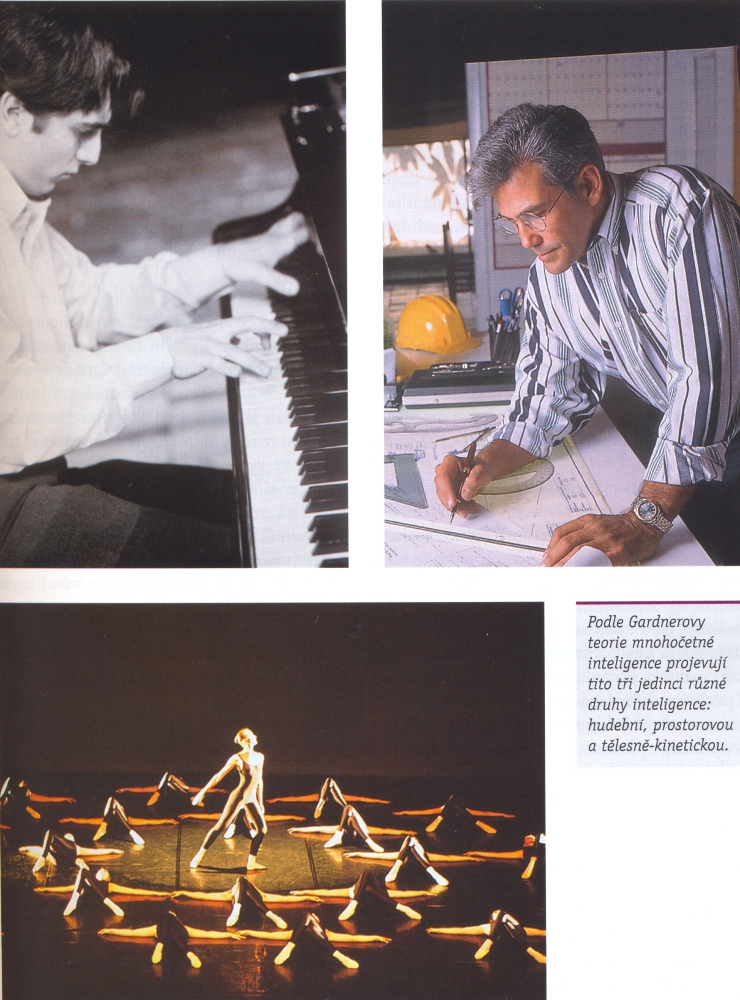 Podle Gardnerovy
teorie mnohočetné
inteligence projevují
tito tři jedinci různé
druhy inteligence:
hudební, prostorovou
a tělesně-kinetickou.